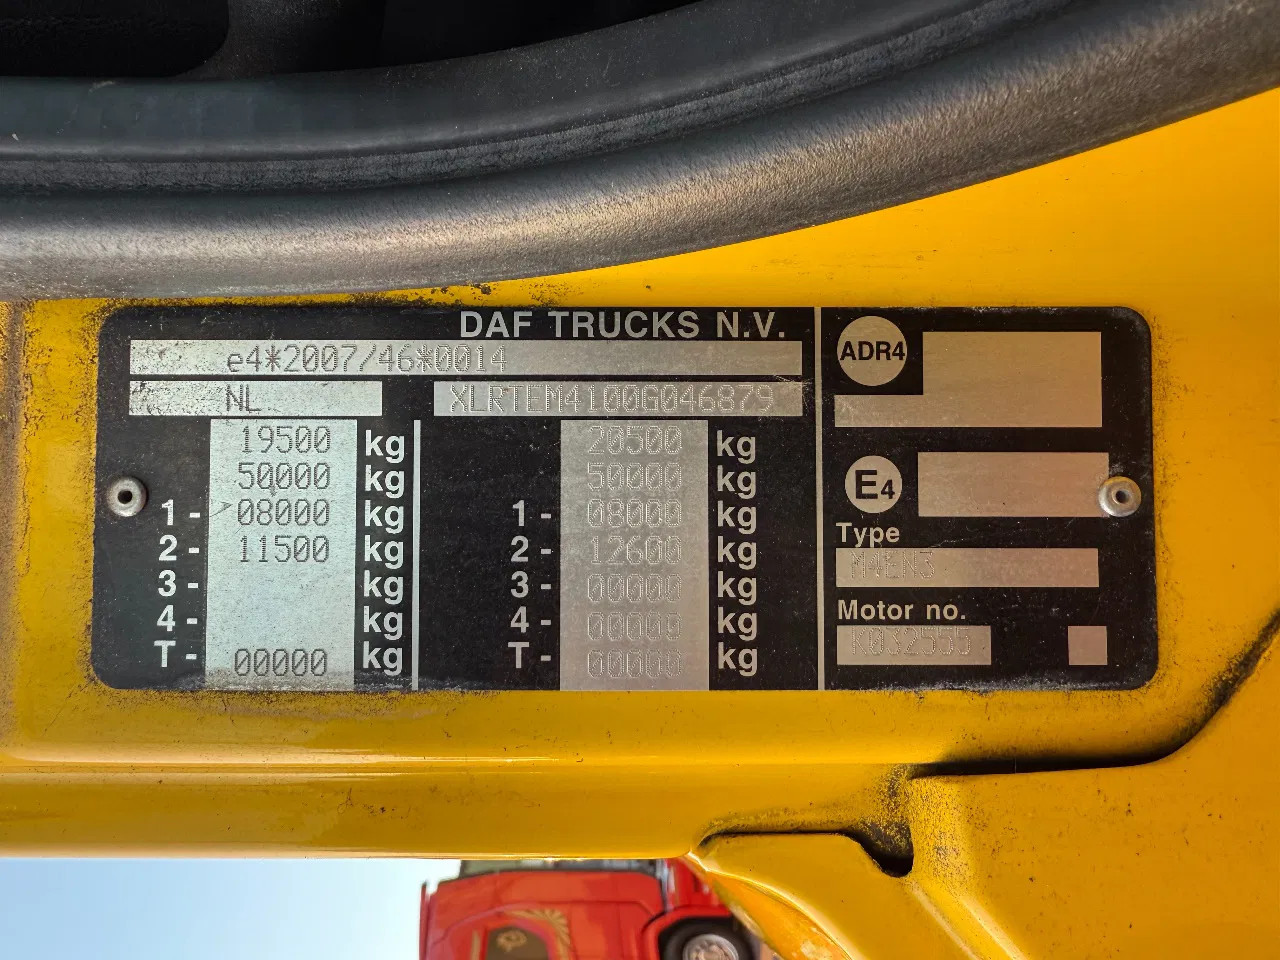 DAF TRUCKS N.V.
e4*2007/46*0014
NL XLRTEM4100G046879
19500 kg 20500 kg
50000 kg 50000 kg
1 - 08000 kg 1 - 08000 kg
2 - 11500 kg 2 - 12600 kg
3 - kg 3 - 00000 kg
4 - kg 4 - 00000 kg
T - 00000 kg T - 00000 kg
ADR4
E4
Type
M4EN3
Motor no.
K032555